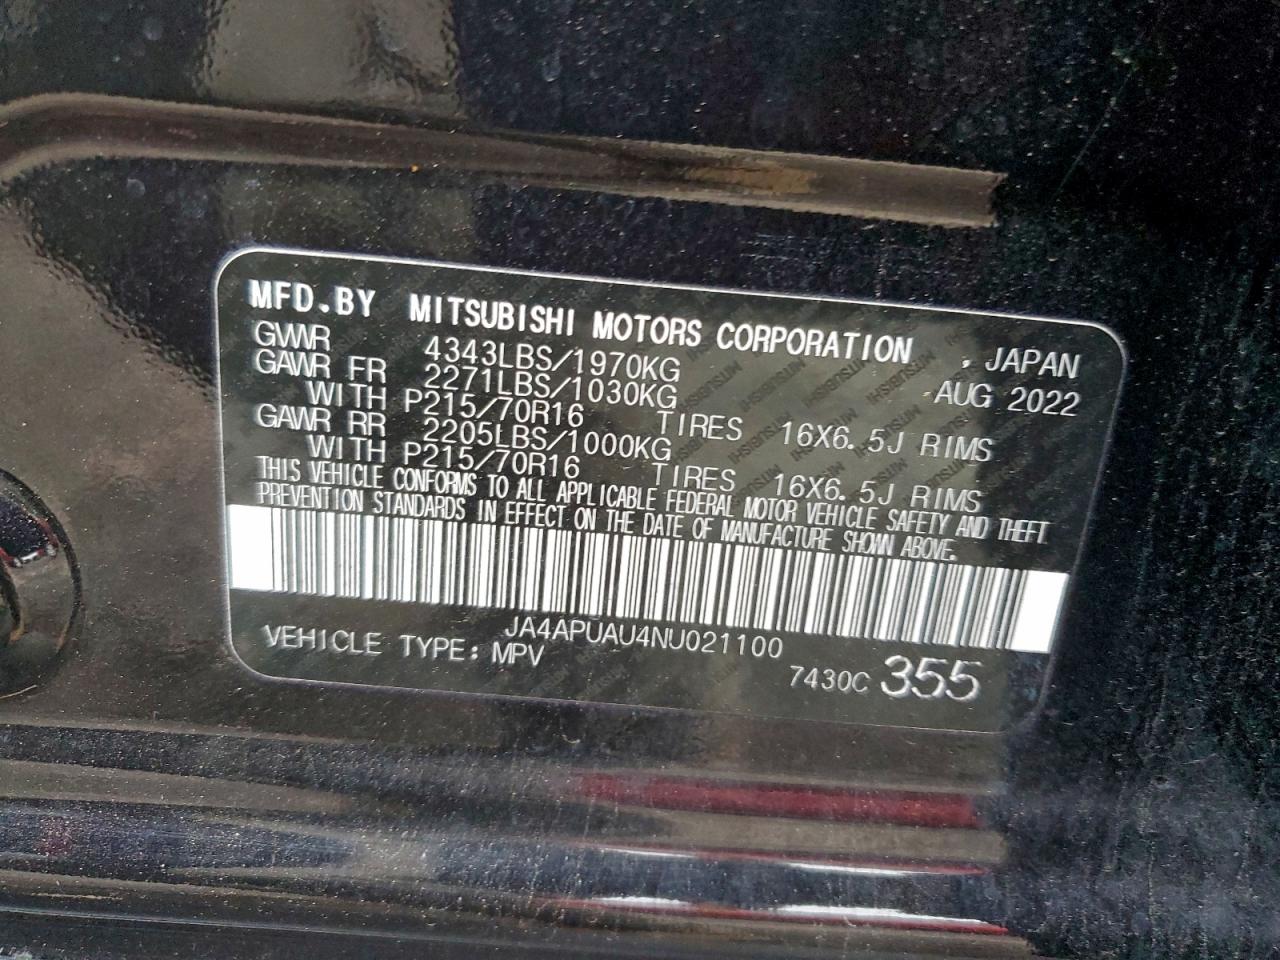 MFD.BY MITSUBISHI MOTORS CORPORATION , JAPAN
GVWR 4343LBS/1970KG AUG 2022
GAWR FR 2271LBS/1030KG
WITH P215/70R16 TIRES 16X6.5J RIMS
GAWR RR 2205LBS/1000KG
WITH P215/70R16 TIRES 16X6.5J RIMS
THIS VEHICLE CONFORMS TO ALL APPLICABLE FEDERAL MOTOR VEHICLE SAFETY AND THEFT
PREVENTION STANDARDS IN EFFECT ON THE DATE OF MANUFACTURE SHOWN ABOVE.
JA4APUAU4NU021100
VEHICLE TYPE: MPV
7430C 355